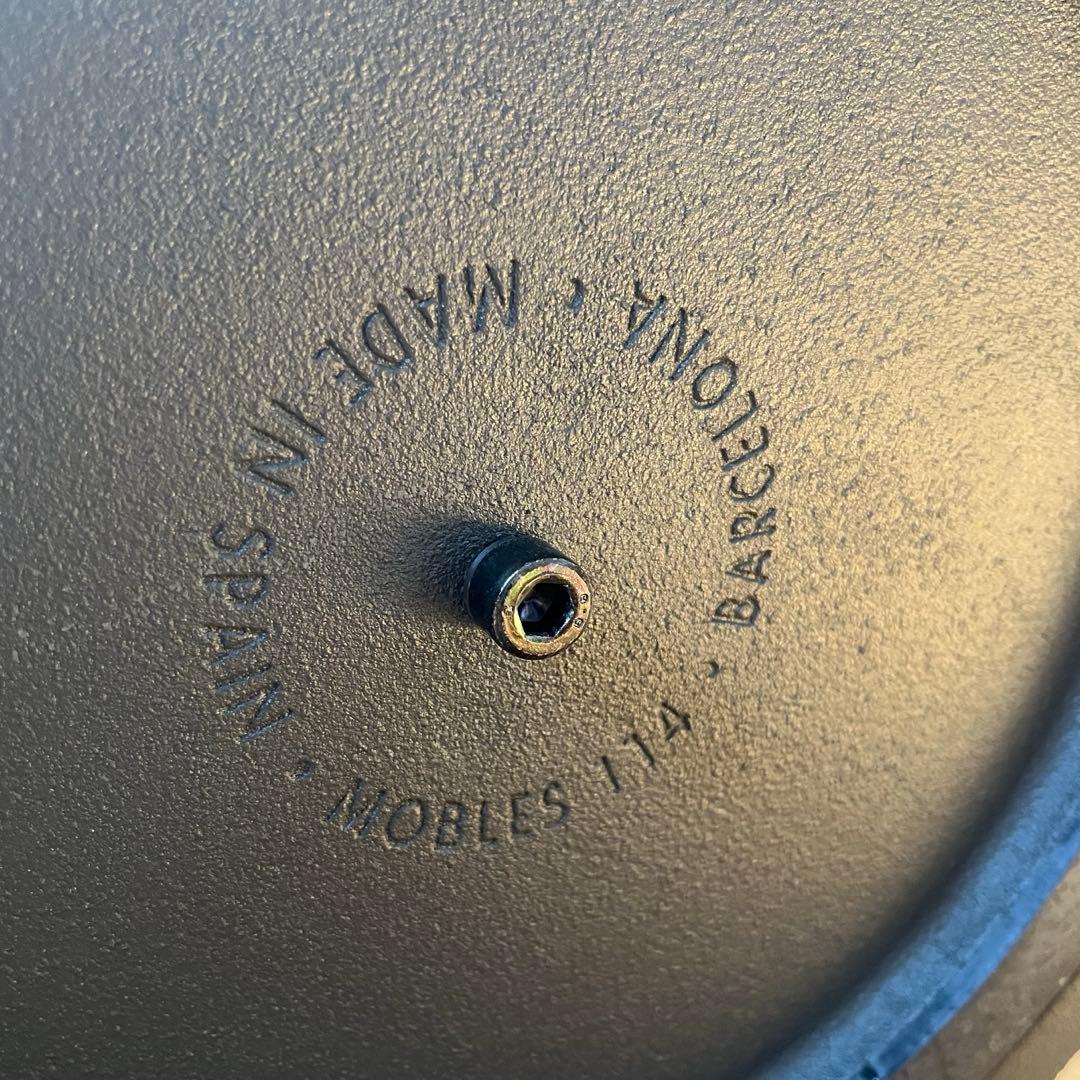 MOBLES 114 · BARCELONA · MADE IN SPAIN ·